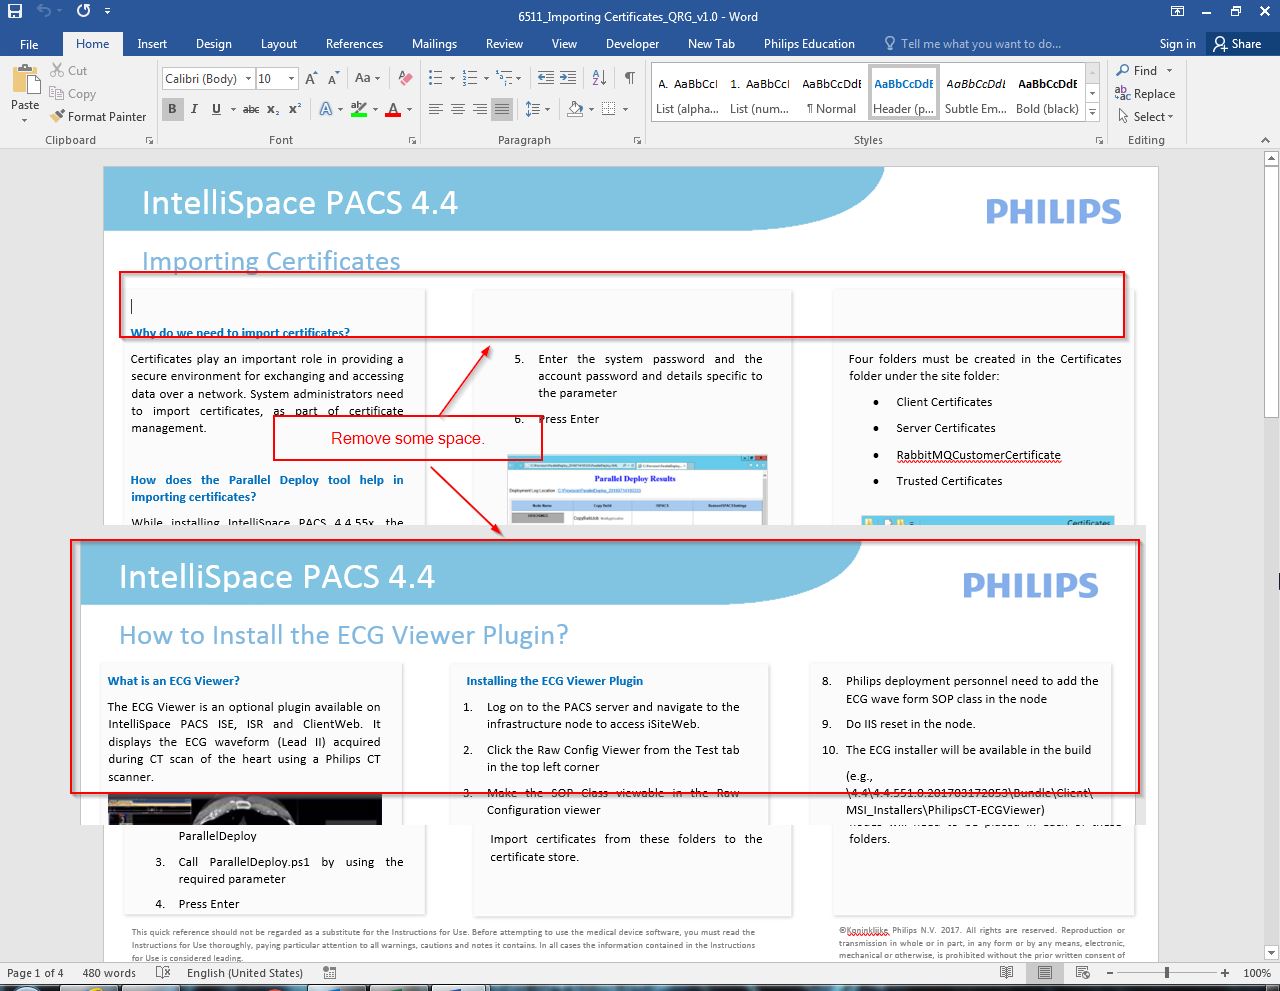 6511_Importing Certificates_QRG_v1.0 - Word
File Home Insert Design Layout References Mailings Review View Developer New Tab Philips Education Tell me what you want to do... Sign in Share
Cut
Copy
Format Painter
Paste
Clipboard
Calibri (Body) 10
Font
Paragraph
A. AaBbCcI 1. AaBbCcI AaBbCcDdE AaBbCcDdE AaBbCcDdE AaBbCcDdE
List (alpha... List (num... ¶ Normal Header (p... Subtle Em... Bold (black)
Styles
Find
Replace
Select
Editing
IntelliSpace PACS 4.4
PHILIPS
Importing Certificates
Why do we need to import certificates?
Certificates play an important role in providing a
secure environment for exchanging and accessing
data over a network. System administrators need
to import certificates, as part of certificate
management.
How does the Parallel Deploy tool help in
importing certificates?
While installing IntelliSpace PACS 4.4.55x, the
5. Enter the system password and the
account password and details specific to
the parameter
6. Press Enter
Parallel Deploy Results
Four folders must be created in the Certificates
folder under the site folder:
• Client Certificates
• Server Certificates
• RabbitMQCustomerCertificate
• Trusted Certificates
Certificates
Remove some space.
IntelliSpace PACS 4.4
PHILIPS
How to Install the ECG Viewer Plugin?
What is an ECG Viewer?
The ECG Viewer is an optional plugin available on
IntelliSpace PACS ISE, ISR and ClientWeb. It
displays the ECG waveform (Lead II) acquired
during CT scan of the heart using a Philips CT
scanner.
Installing the ECG Viewer Plugin
1. Log on to the PACS server and navigate to the
infrastructure node to access iSiteWeb.
2. Click the Raw Config Viewer from the Test tab
in the top left corner
3. Make the SOP Class viewable in the Raw
Configuration viewer
8. Philips deployment personnel need to add the
ECG wave form SOP class in the node
9. Do IIS reset in the node.
10. The ECG installer will be available in the build
(e.g.,
\4.4\4.4.551.0.201703172053\Bundle\Client\
MSI_Installers\PhilipsCT-ECGViewer)
ParallelDeploy
3. Call ParallelDeploy.ps1 by using the
required parameter
4. Press Enter
Import certificates from these folders to the
certificate store.
folders.
This quick reference should not be regarded as a substitute for the Instructions for Use. Before attempting to use the medical device software, you must read the
Instructions for Use thoroughly, paying particular attention to all warnings, cautions and notes it contains. In all cases the information contained in the Instructions
for Use is considered leading.
©Koninklijke Philips N.V. 2017. All rights are reserved. Reproduction or
transmission in whole or in part, in any form or by any means, electronic,
mechanical or otherwise, is prohibited without the prior written consent of
Page 1 of 4 480 words English (United States) 100%